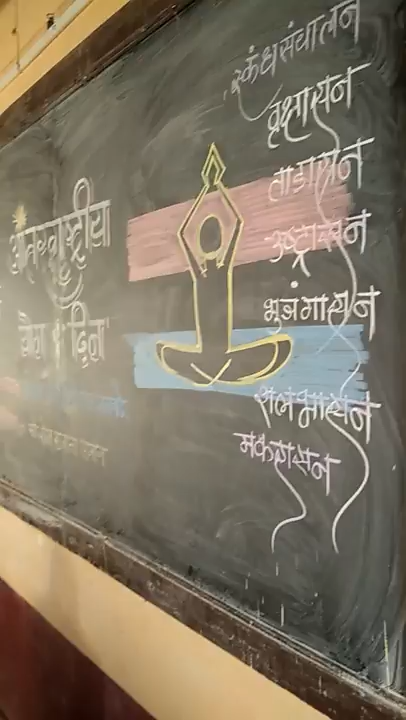 आंतरराष्ट्रीय
योग दिन
स्कंधसंचालन
वृक्षासन
ताडासन
उष्ट्रासन
भुजंगासन
शलभासन
मकरासन